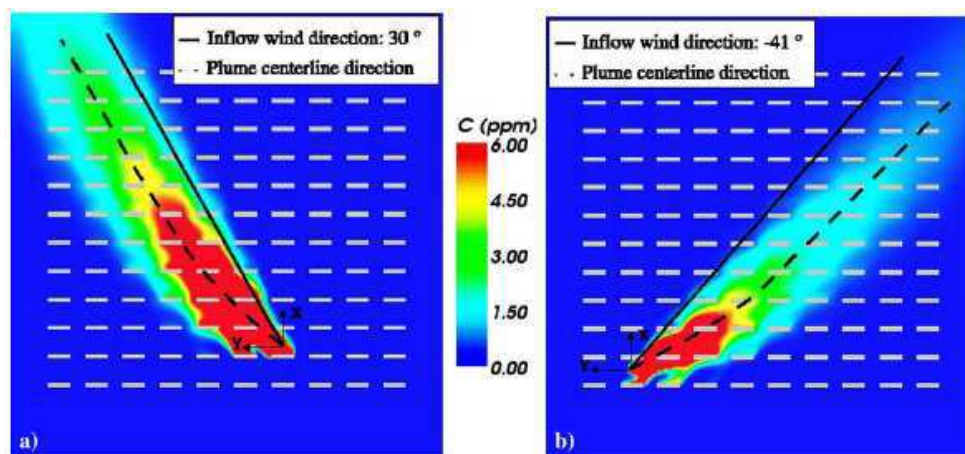 Inflow wind direction: 30 °
Plume centerline direction
Inflow wind direction: -41 °
Plume centerline direction
C (ppm)
6.00
4.50
3.00
1.50
0.00
X
Y
X
Y
a)
b)